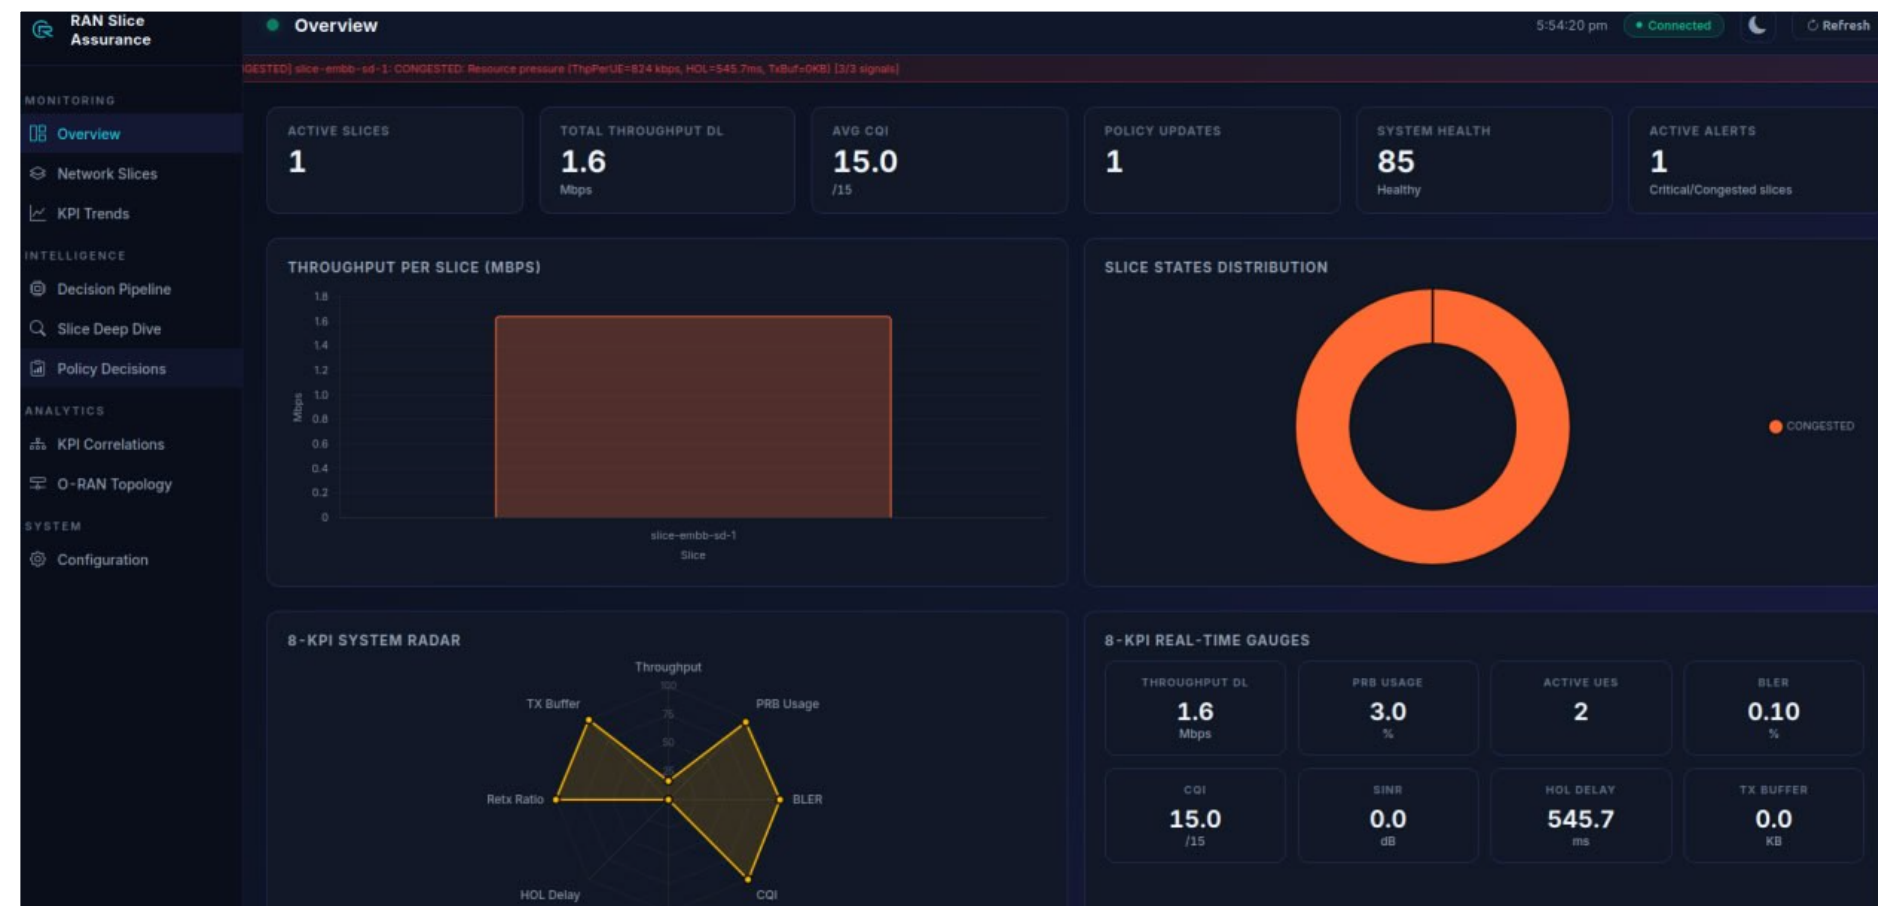 RAN Slice
Assurance
Overview
5:54:20 pm
Connected
Refresh
GESTED] slice-embb-sd-1: CONGESTED: Resource pressure (ThpPerUE=824 kbps, HOL=545.7ms, TxBuf=0KB) [3/3 signals]
MONITORING
Overview
Network Slices
KPI Trends
INTELLIGENCE
Decision Pipeline
Slice Deep Dive
Policy Decisions
ANALYTICS
KPI Correlations
O-RAN Topology
SYSTEM
Configuration
ACTIVE SLICES
1
TOTAL THROUGHPUT DL
1.6
Mbps
AVG CQI
15.0
/15
POLICY UPDATES
1
SYSTEM HEALTH
85
Healthy
ACTIVE ALERTS
1
Critical/Congested slices
THROUGHPUT PER SLICE (MBPS)
1.8
1.6
1.4
1.2
1.0
0.8
0.6
0.4
0.2
0
Mbps
slice-embb-sd-1
Slice
SLICE STATES DISTRIBUTION
CONGESTED
8-KPI SYSTEM RADAR
Throughput
100
75
50
25
TX Buffer
PRB Usage
Retx Ratio
BLER
HOL Delay
CQI
8-KPI REAL-TIME GAUGES
THROUGHPUT DL
1.6
Mbps
PRB USAGE
3.0
%
ACTIVE UES
2
BLER
0.10
%
CQI
15.0
/15
SINR
0.0
dB
HOL DELAY
545.7
ms
TX BUFFER
0.0
KB